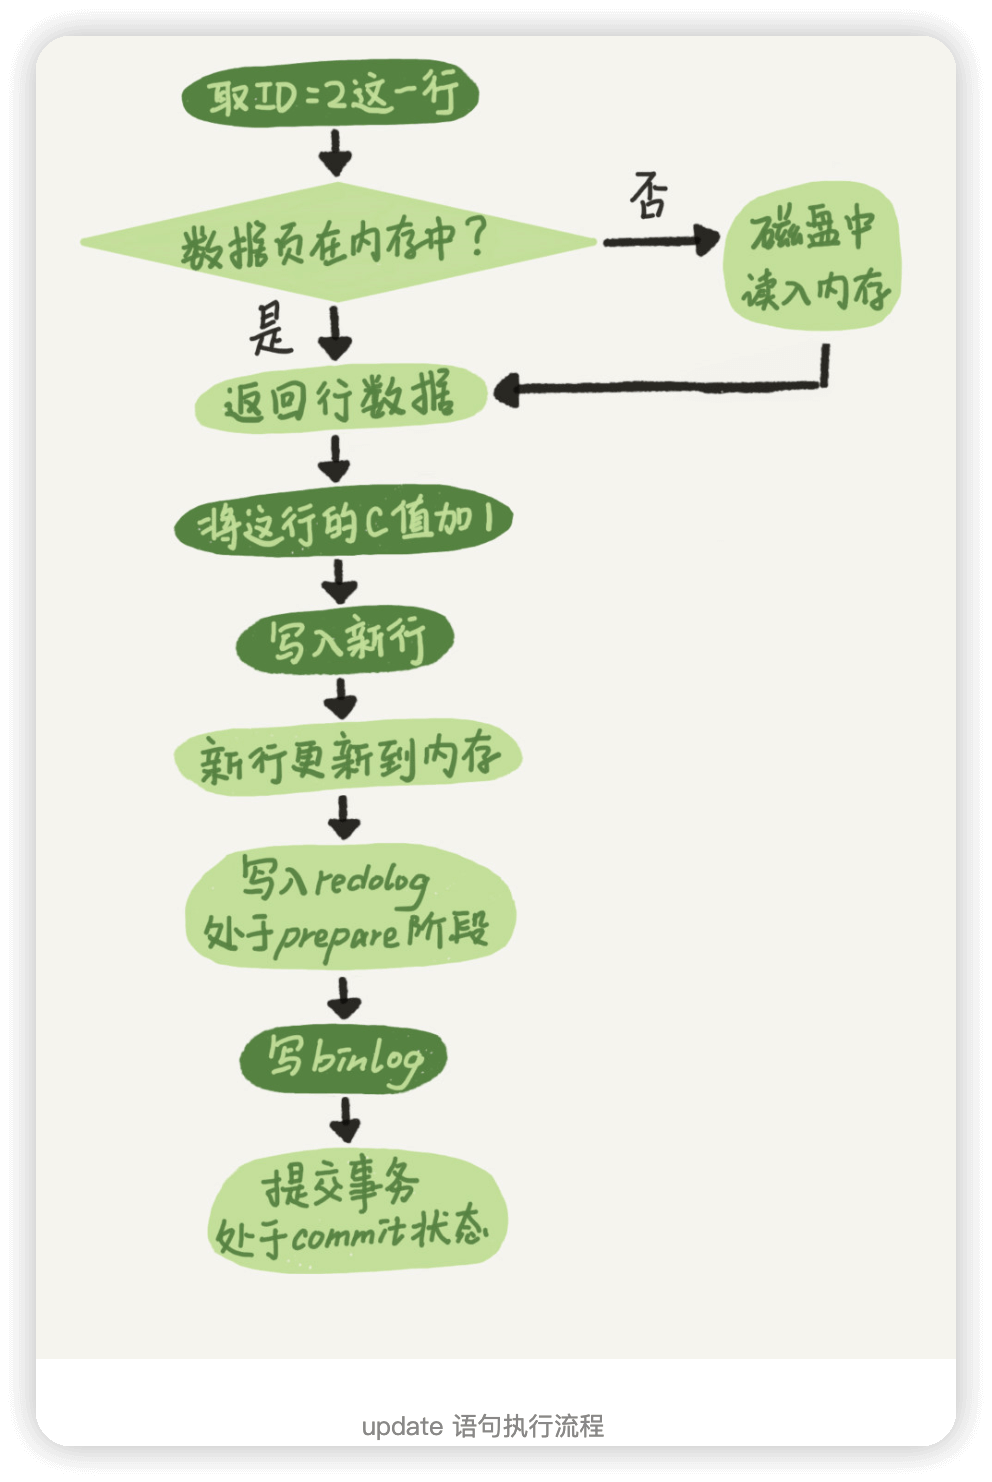 取ID=2这一行
数据页在内存中？
否
磁盘中
读入内存
是
返回行数据
将这行的C值加1
写入新行
新行更新到内存
写入redolog
处于prepare阶段
写binlog
提交事务
处于commit状态
update 语句执行流程